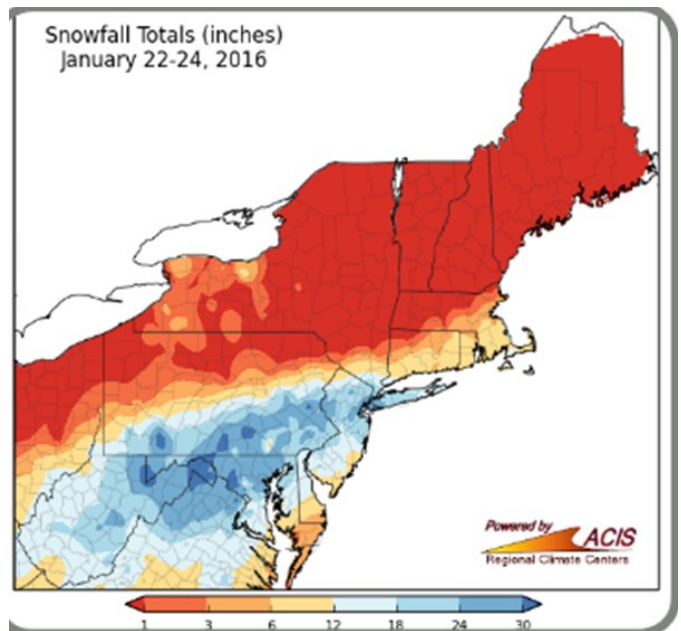 Snowfall Totals (inches)
January 22-24, 2016
Powered by
ACIS
Regional Climate Centers
1 3 6 12 18 24 30